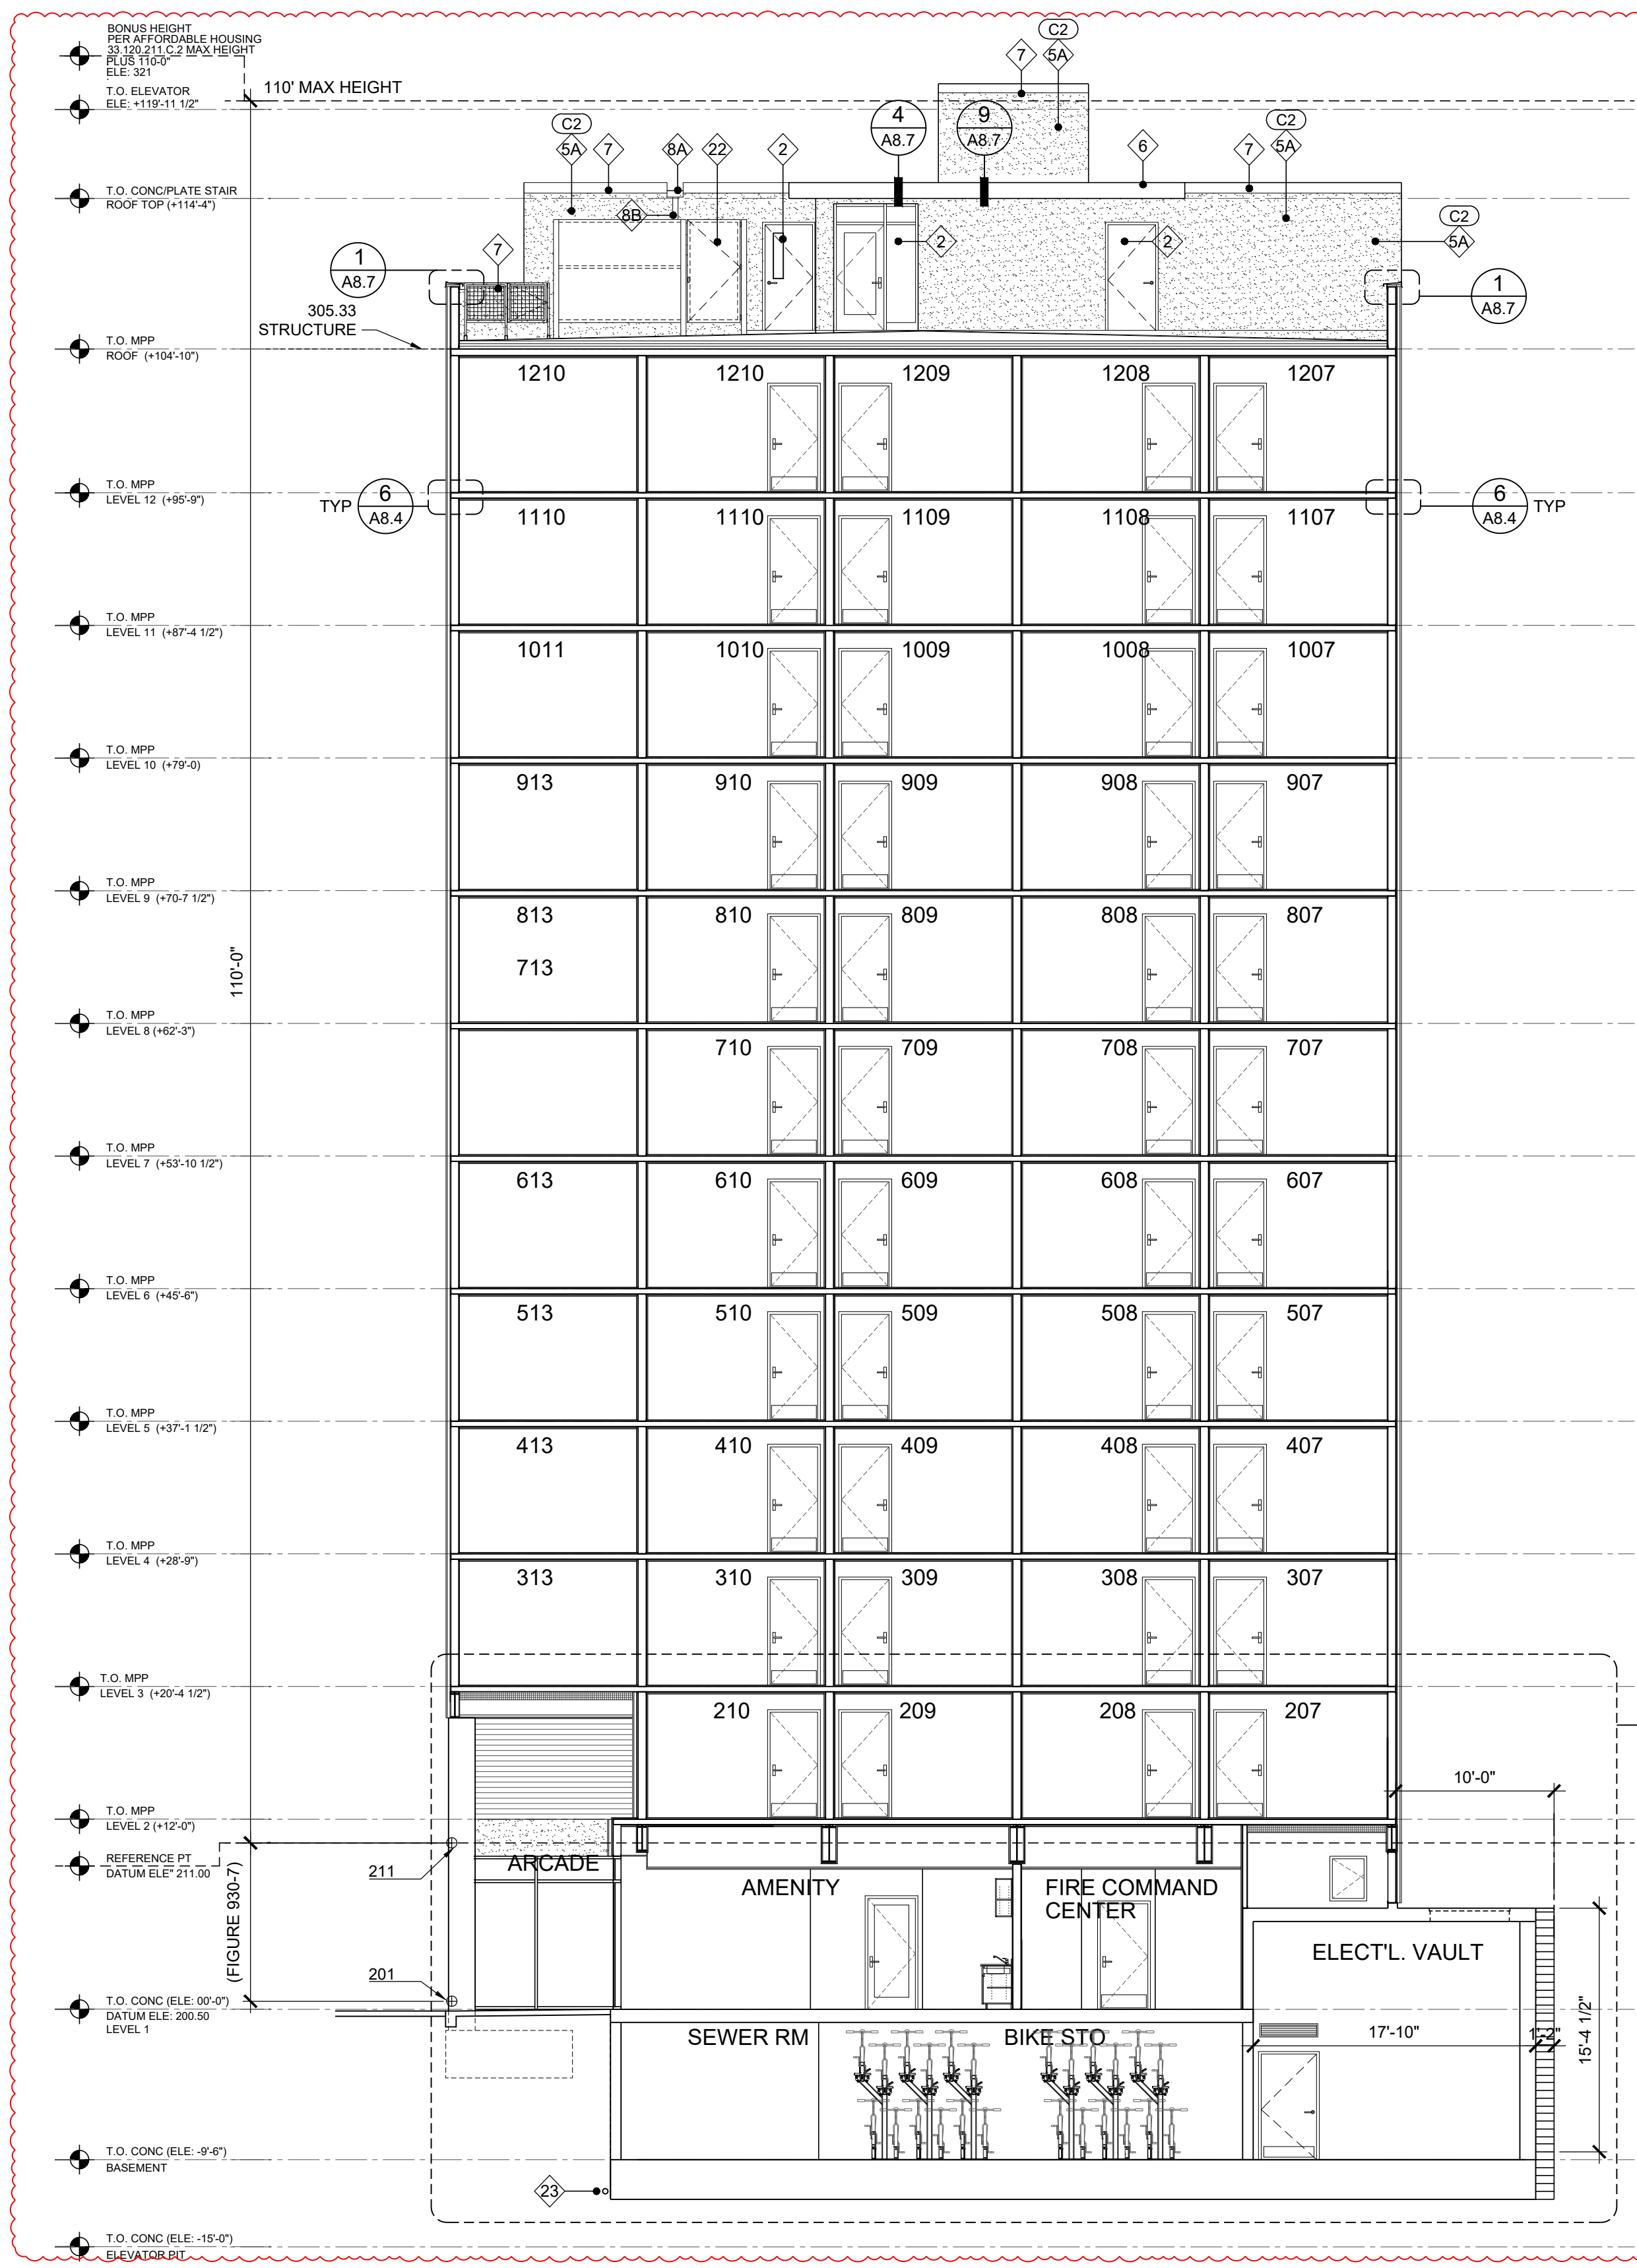 BONUS HEIGHT
PER AFFORDABLE HOUSING
33.120.211.C.2 MAX HEIGHT
PLUS 110-0"
ELE: 321
T.O. ELEVATOR
ELE: +119'-11 1/2"
110' MAX HEIGHT
C2
7
5A
4
A8.7
9
A8.7
C2
5A
7
8A
22
2
6
7
C2
5A
T.O. CONC/PLATE STAIR
ROOF TOP (+114'-4")
8B
2
2
C2
5A
1
A8.7
7
1
A8.7
305.33
STRUCTURE
T.O. MPP
ROOF (+104'-10")
1210
1210
1209
1208
1207
T.O. MPP
LEVEL 12 (+95'-9")
TYP
6
A8.4
6
A8.4
TYP
1110
1110
1109
1108
1107
T.O. MPP
LEVEL 11 (+87'-4 1/2")
1011
1010
1009
1008
1007
T.O. MPP
LEVEL 10 (+79'-0)
913
910
909
908
907
T.O. MPP
LEVEL 9 (+70-7 1/2")
813
810
809
808
807
713
110'-0"
T.O. MPP
LEVEL 8 (+62'-3")
710
709
708
707
T.O. MPP
LEVEL 7 (+53'-10 1/2")
613
610
609
608
607
T.O. MPP
LEVEL 6 (+45'-6")
513
510
509
508
507
T.O. MPP
LEVEL 5 (+37'-1 1/2")
413
410
409
408
407
T.O. MPP
LEVEL 4 (+28'-9")
313
310
309
308
307
T.O. MPP
LEVEL 3 (+20'-4 1/2")
210
209
208
207
10'-0"
T.O. MPP
LEVEL 2 (+12'-0")
REFERENCE PT
DATUM ELE" 211.00
211
ARCADE
AMENITY
FIRE COMMAND
CENTER
(FIGURE 930-7)
ELECT'L. VAULT
201
T.O. CONC (ELE: 00'-0")
DATUM ELE: 200.50
LEVEL 1
SEWER RM
BIKE STO
17'-10"
1'-2"
15'-4 1/2"
T.O. CONC (ELE: -9'-6")
BASEMENT
23
T.O. CONC (ELE: -15'-0")
ELEVATOR PIT